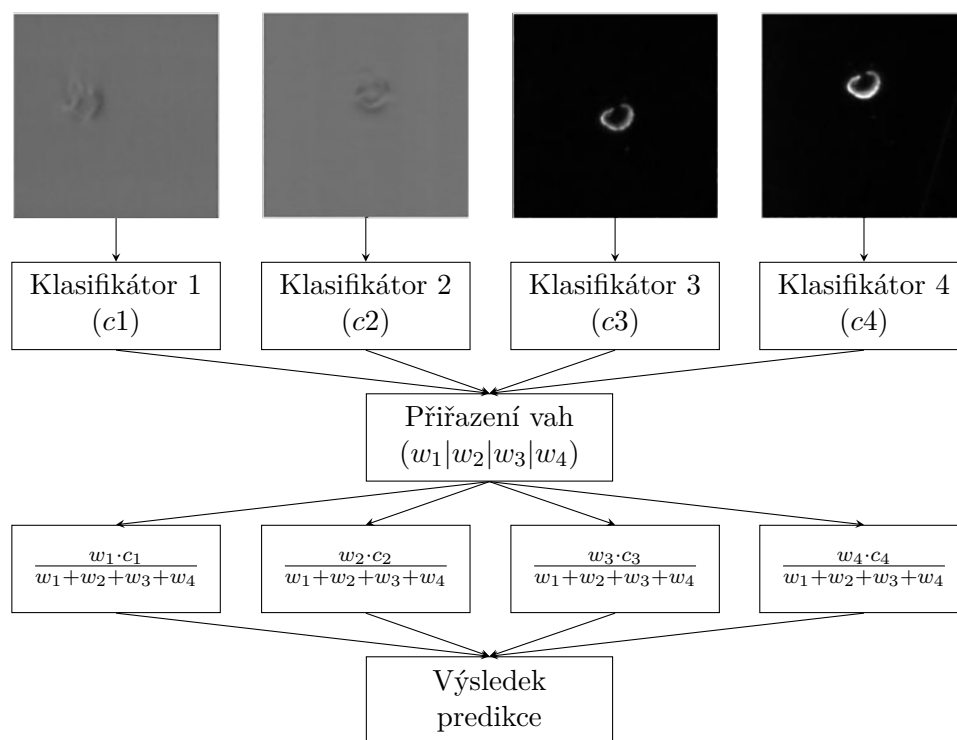 Klasifikátor 1
(c1)
Klasifikátor 2
(c2)
Klasifikátor 3
(c3)
Klasifikátor 4
(c4)
Přiřazení vah
(w₁|w₂|w₃|w₄)
w₁·c₁
w₁+w₂+w₃+w₄
w₂·c₂
w₁+w₂+w₃+w₄
w₃·c₃
w₁+w₂+w₃+w₄
w₄·c₄
w₁+w₂+w₃+w₄
Výsledek
predikce